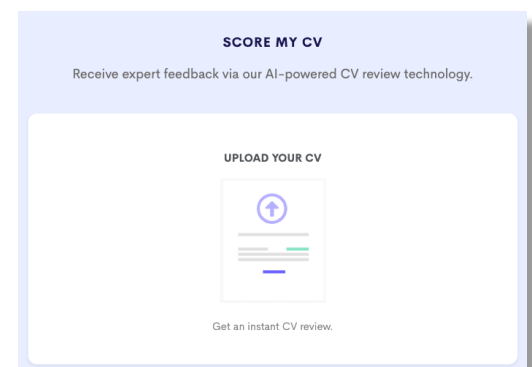 SCORE MY CV
Receive expert feedback via our AI-powered CV review technology.
UPLOAD YOUR CV
Get an instant CV review.